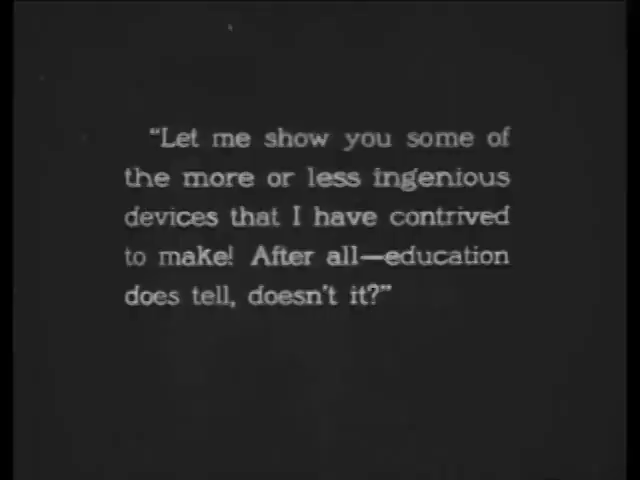 “Let me show you some of
the more or less ingenious
devices that I have contrived
to make! After all—education
does tell, doesn't it?”